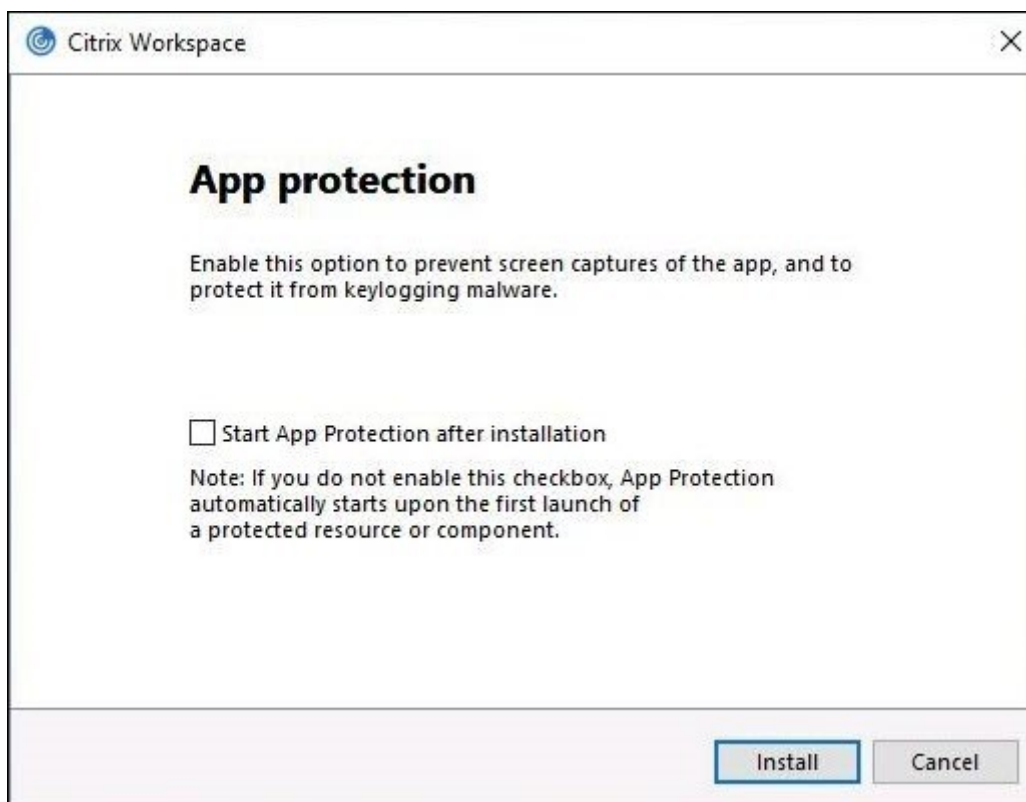 Citrix Workspace
App protection
Enable this option to prevent screen captures of the app, and to
protect it from keylogging malware.
Start App Protection after installation
Note: If you do not enable this checkbox, App Protection
automatically starts upon the first launch of
a protected resource or component.
Install Cancel